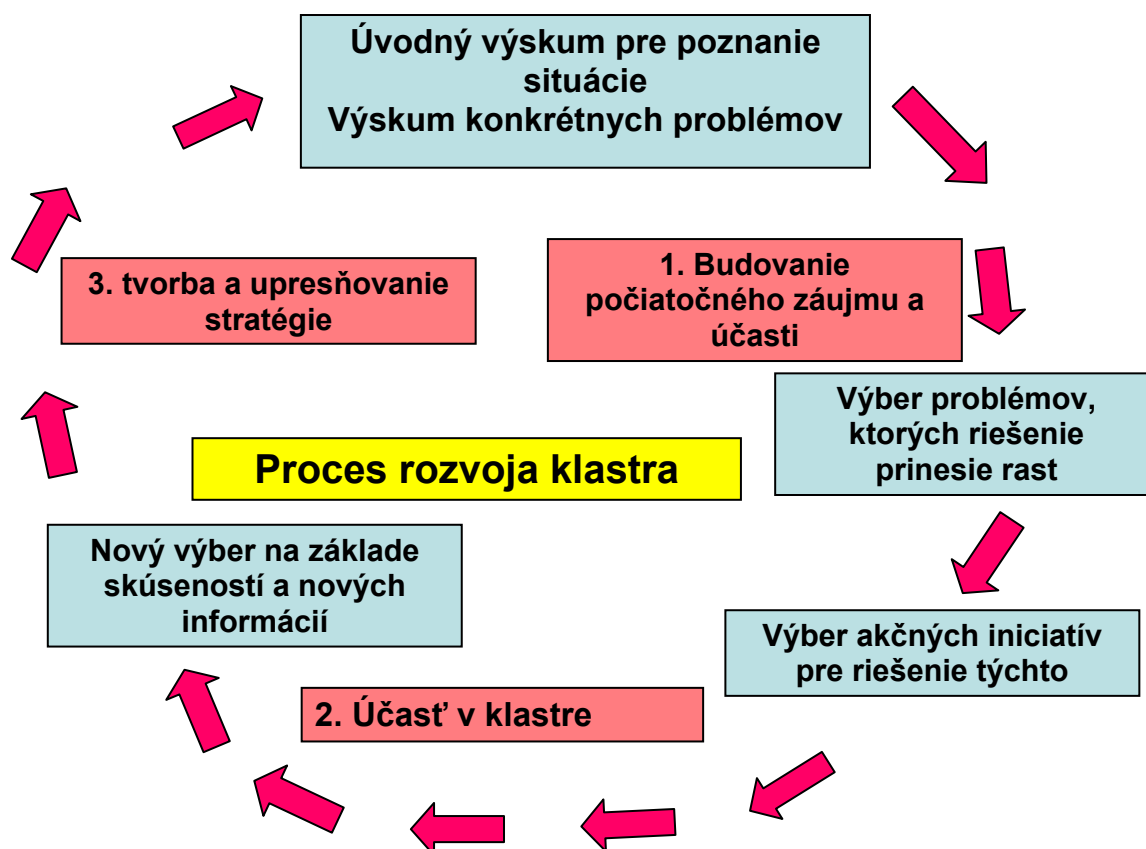 Úvodný výskum pre poznanie
situácie
Výskum konkrétnych problémov
1. Budovanie
počiatočného záujmu a
účasti
3. tvorba a upresňovanie
stratégie
Výber problémov,
ktorých riešenie
prinesie rast
Proces rozvoja klastra
Nový výber na základe
skúseností a nových
informácií
Výber akčných iniciatív
pre riešenie týchto
2. Účasť v klastre